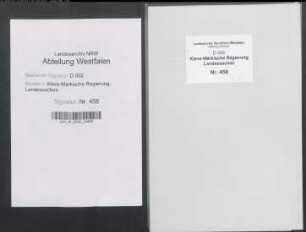 Landesarchiv NRW
Abteilung Westfalen
Bestands-Signatur: D 002
Bestand: Kleve-Märkische Regierung,
Landessachen
Signatur: Nr. 458
Landesarchiv Nordrhein-Westfalen
D 002
Kleve-Märkische Regierung
Landessachen
Nr. 458